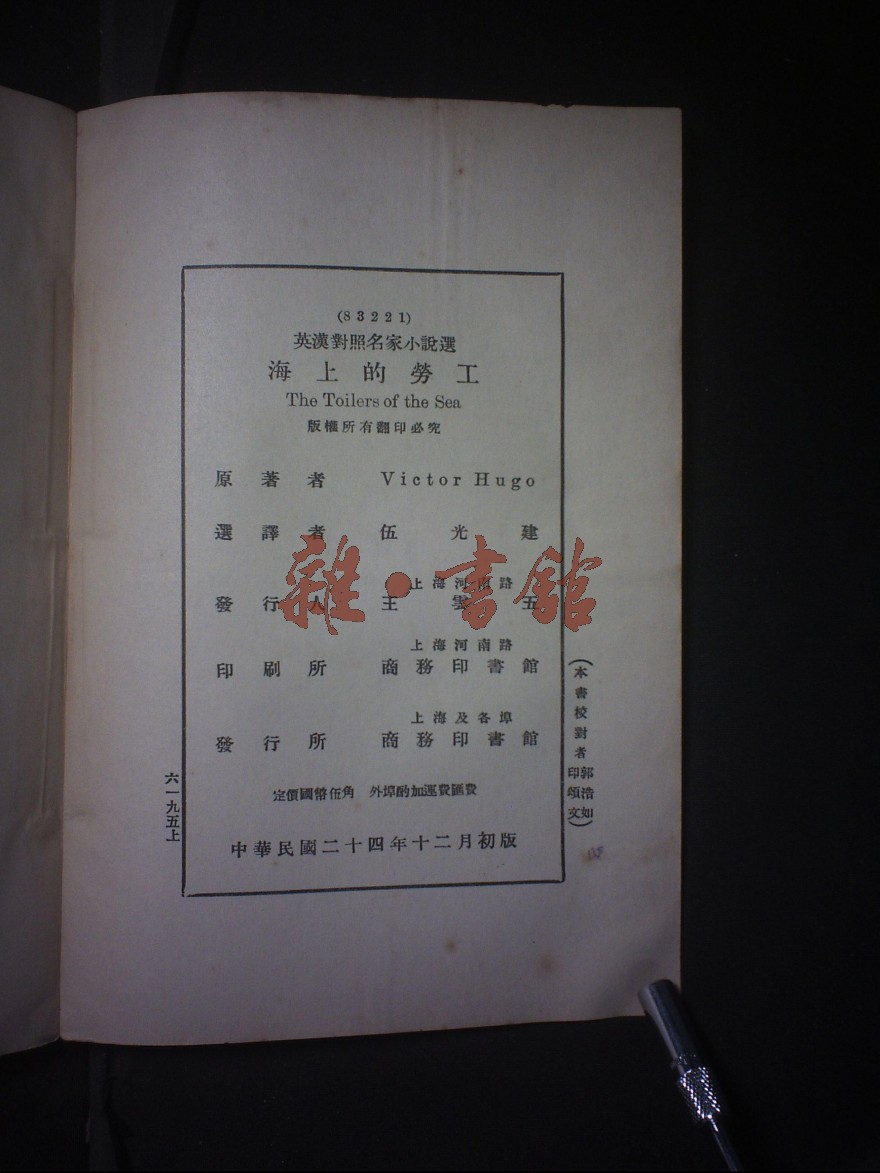 (83221)
英漢對照名家小說選
海上的勞工
The Toilers of the Sea
版權所有翻印必究
原著者 Victor Hugo
選譯者 伍光建
上海河南路
發行人 王雲五
上海河南路
印刷所 商務印書館
上海及各埠
發行所 商務印書館
定價國幣伍角 外埠酌加運費匯費
中華民國二十四年十二月初版
(本書校對者 郭浩如 印頌文)
六一九五上
雜·書館